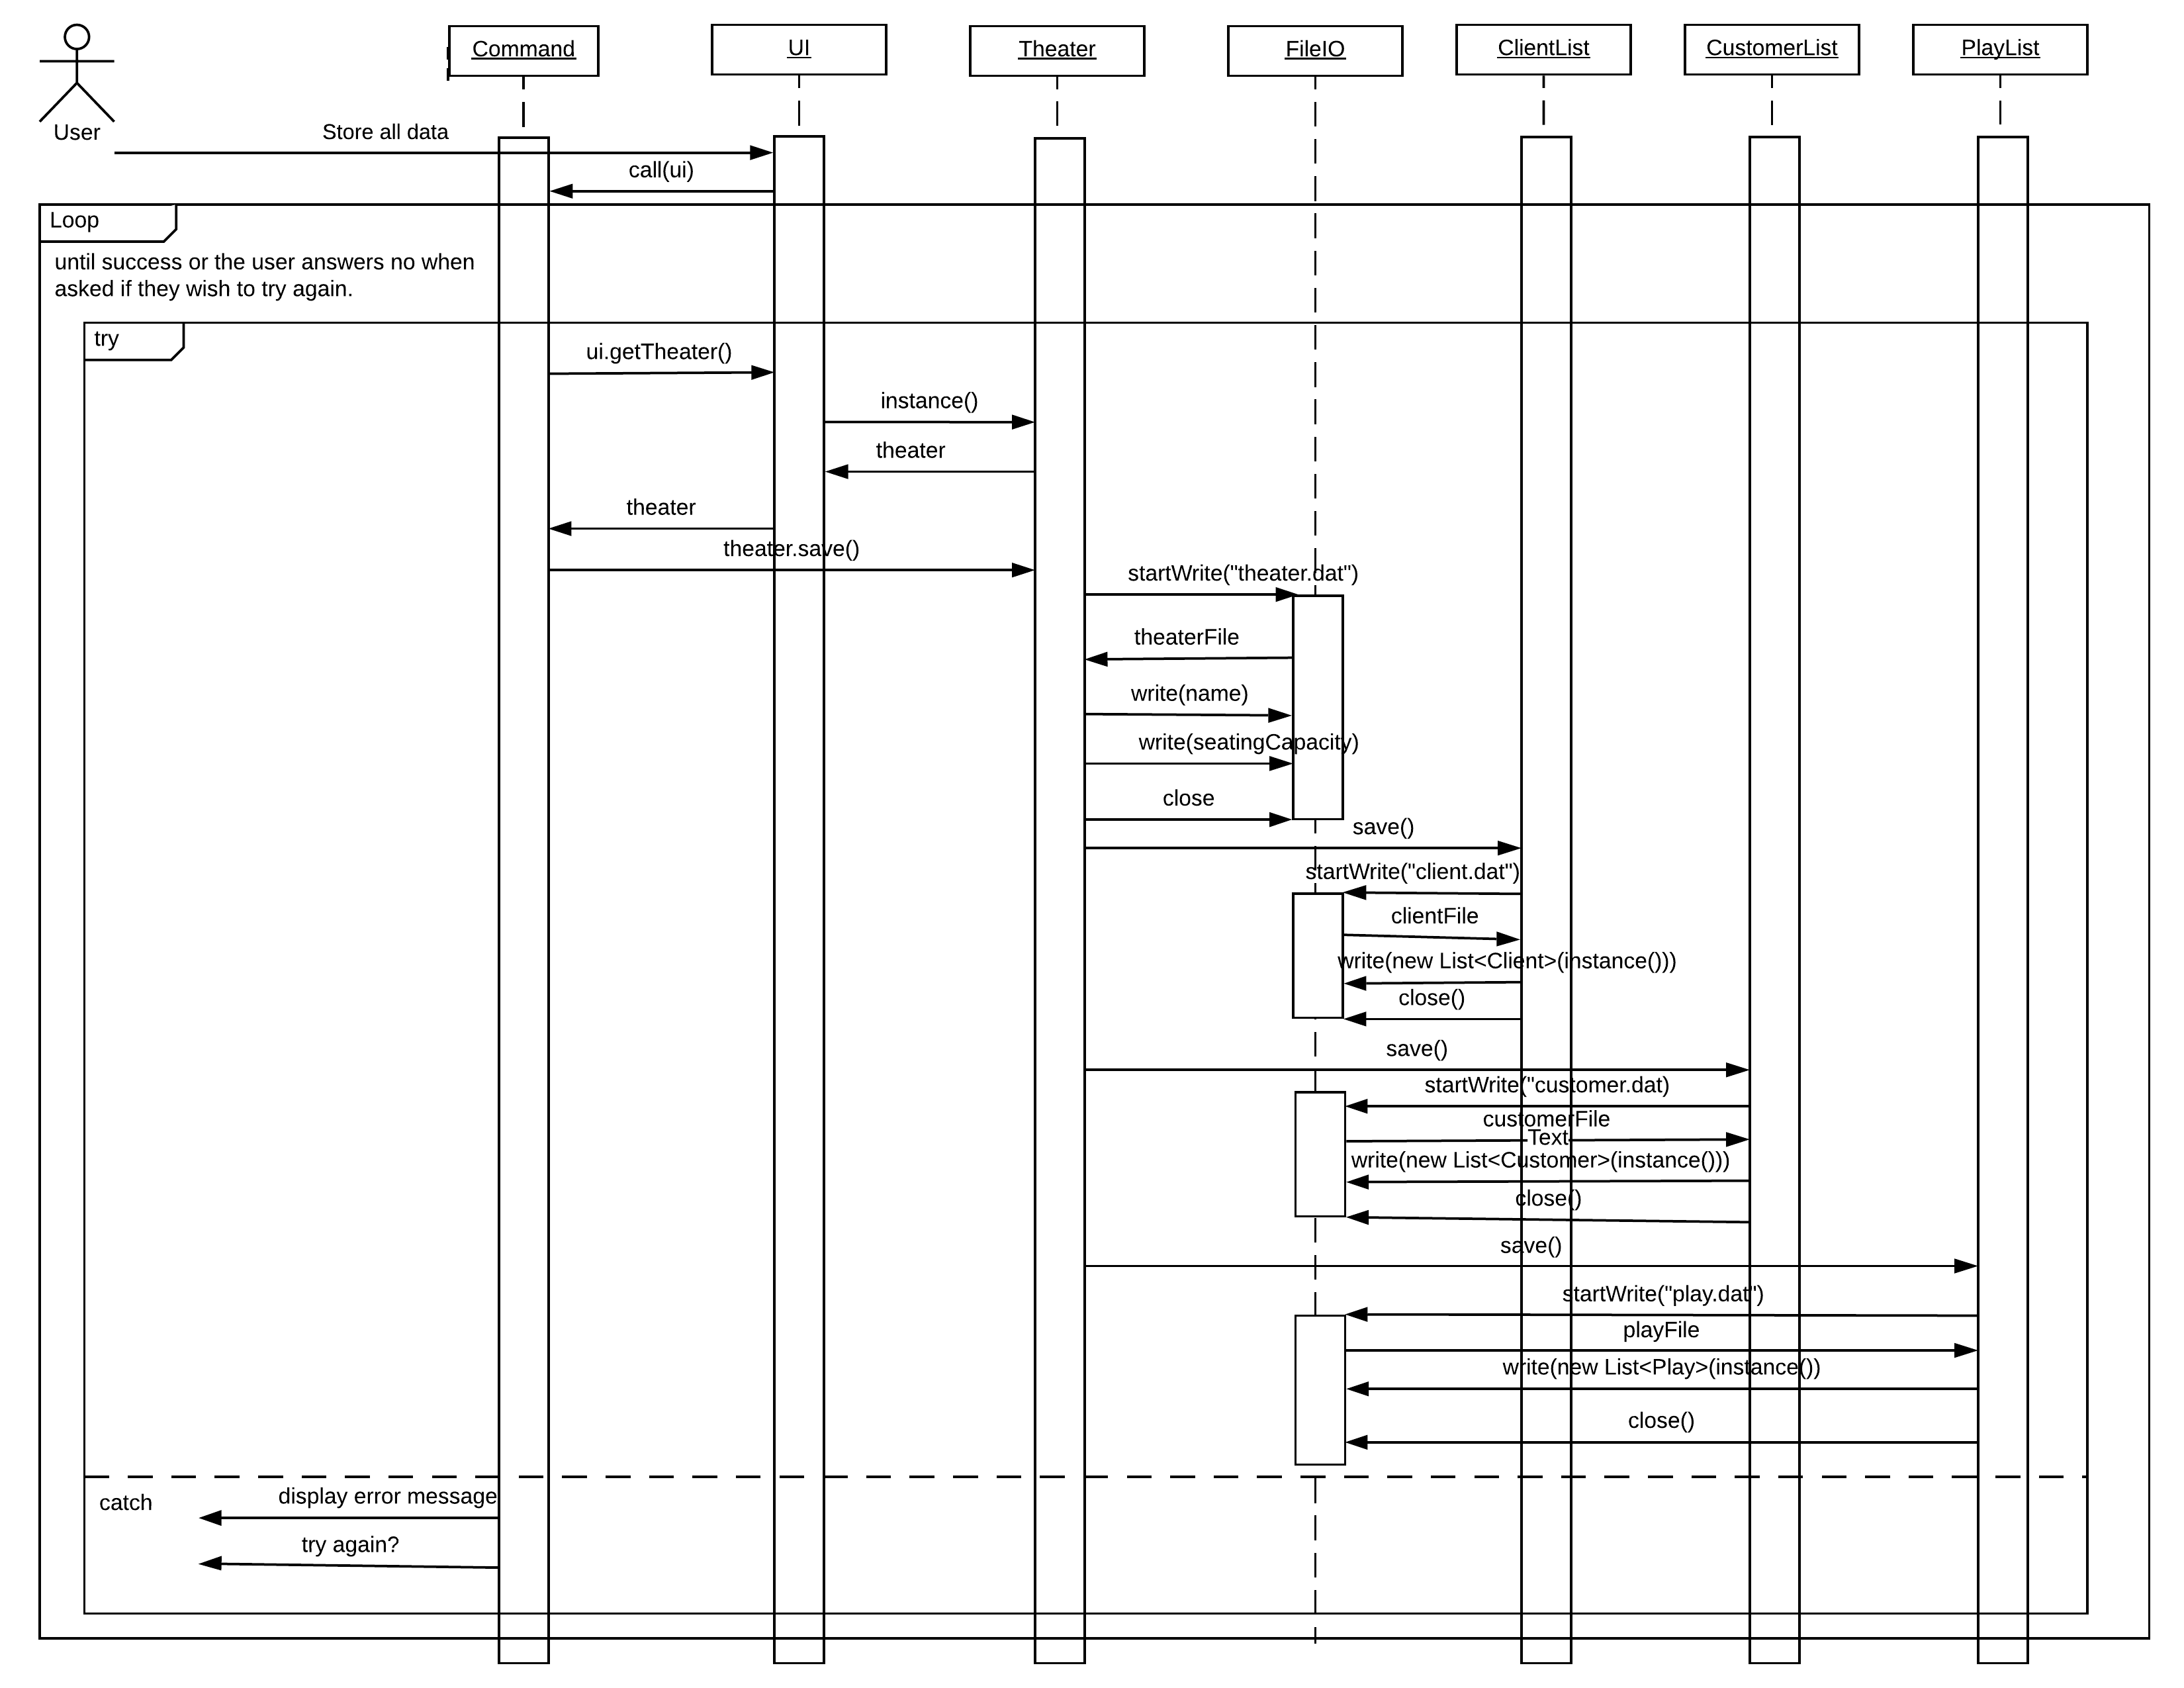 Command
UI
Theater
FileIO
ClientList
CustomerList
PlayList
User
Store all data
call(ui)
Loop
until success or the user answers no when
asked if they wish to try again.
try
ui.getTheater()
instance()
theater
theater
theater.save()
startWrite("theater.dat")
theaterFile
write(name)
write(seatingCapacity)
close
save()
startWrite("client.dat")
clientFile
write(new List<Client>(instance()))
close()
save()
startWrite("customer.dat)
customerFile
Text
write(new List<Customer>(instance()))
close()
save()
startWrite("play.dat")
playFile
write(new List<Play>(instance())
close()
catch
display error message
try again?